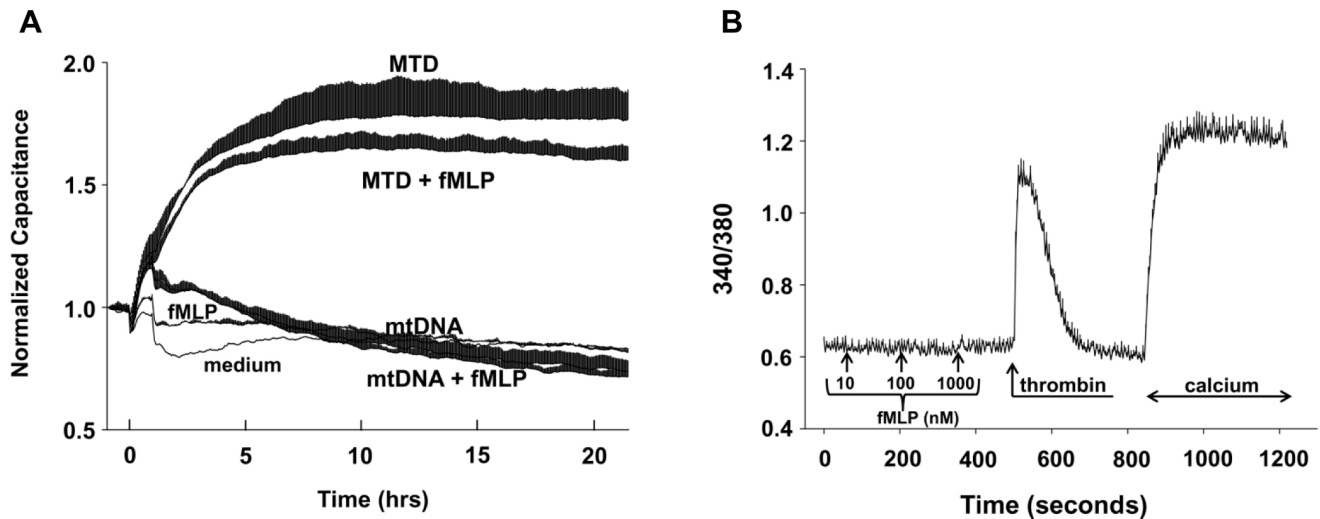 A
Normalized Capacitance
2.0
1.5
1.0
0.5
MTD
MTD + fMLP
fMLP
mtDNA
medium
mtDNA + fMLP
0 5 10 15 20
Time (hrs)
B
340/380
1.4
1.2
1.0
0.8
0.6
0.4
10 100 1000
fMLP (nM)
thrombin
calcium
0 200 400 600 800 1000 1200
Time (seconds)